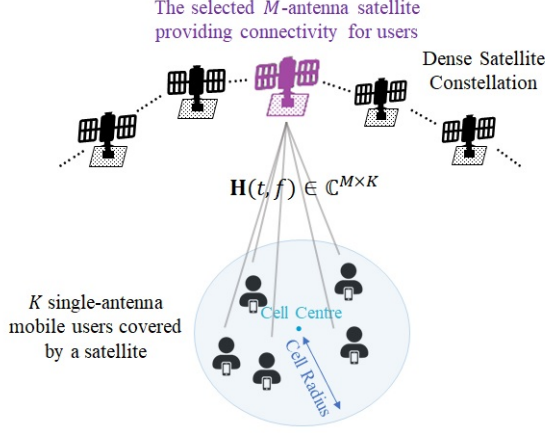 The selected M-antenna satellite
providing connectivity for users
Dense Satellite
Constellation
𝐇(t, f) ∈ ℂ^{M×K}
K single-antenna
mobile users covered
by a satellite
Cell Centre
Cell Radius